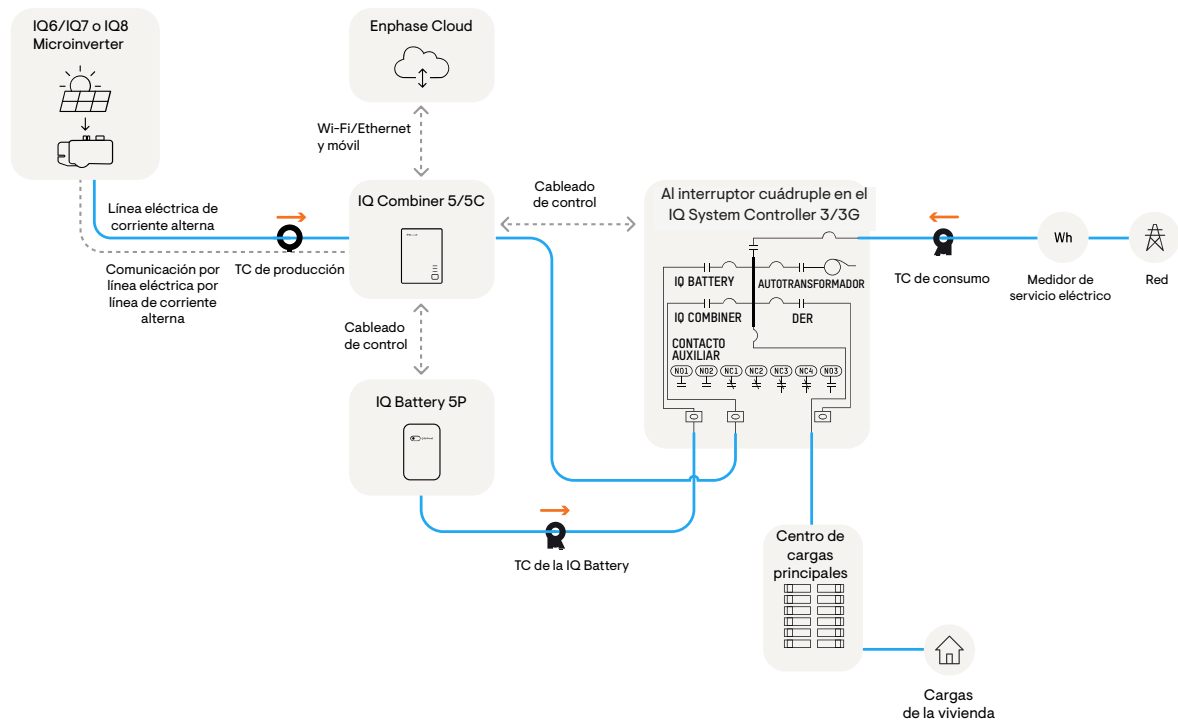 IQ6/IQ7 o IQ8
Microinverter
Enphase Cloud
Wi-Fi/Ethernet
y móvil
Línea eléctrica de
corriente alterna
TC de producción
Comunicación por
línea eléctrica por
línea de corriente
alterna
IQ Combiner 5/5C
Cableado
de control
Cableado
de control
IQ Battery 5P
TC de la IQ Battery
Al interruptor cuádruple en el
IQ System Controller 3/3G
IQ BATTERY
AUTOTRANSFORMADOR
IQ COMBINER
DER
CONTACTO
AUXILIAR
NO1 NO2 NC1 NC2 NC3 NC4 NO3
TC de consumo
Wh
Medidor de
servicio eléctrico
Red
Centro de
cargas
principales
Cargas
de la vivienda